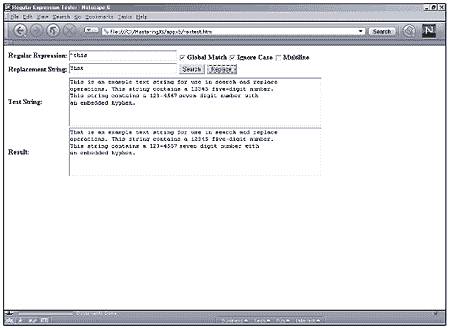 Regular Expression Tester - Netscape 6
File Edit View Search Go Bookmarks Tasks Help
Search
Regular Expression: ^this
Global Match Ignore Case Multiline
Replacement String: That
Search Replace
Test String:
This is an example text string for use in search and replace
operations. This string contains a 12345 five-digit number.
This string contains a 123-4567 seven digit number with
an embedded hyphen.
Result:
That is an example text string for use in search and replace
operations. This string contains a 12345 five-digit number.
This string contains a 123-4567 seven digit number with
an embedded hyphen.